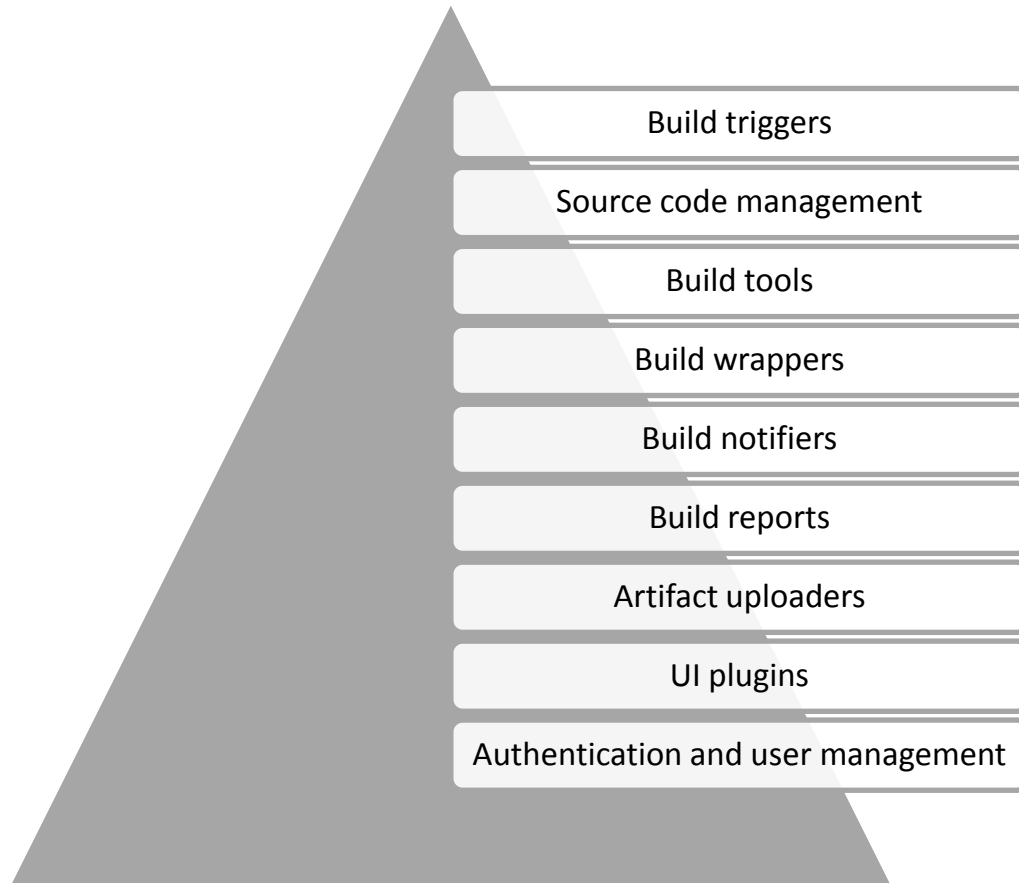 Build triggers
Source code management
Build tools
Build wrappers
Build notifiers
Build reports
Artifact uploaders
UI plugins
Authentication and user management